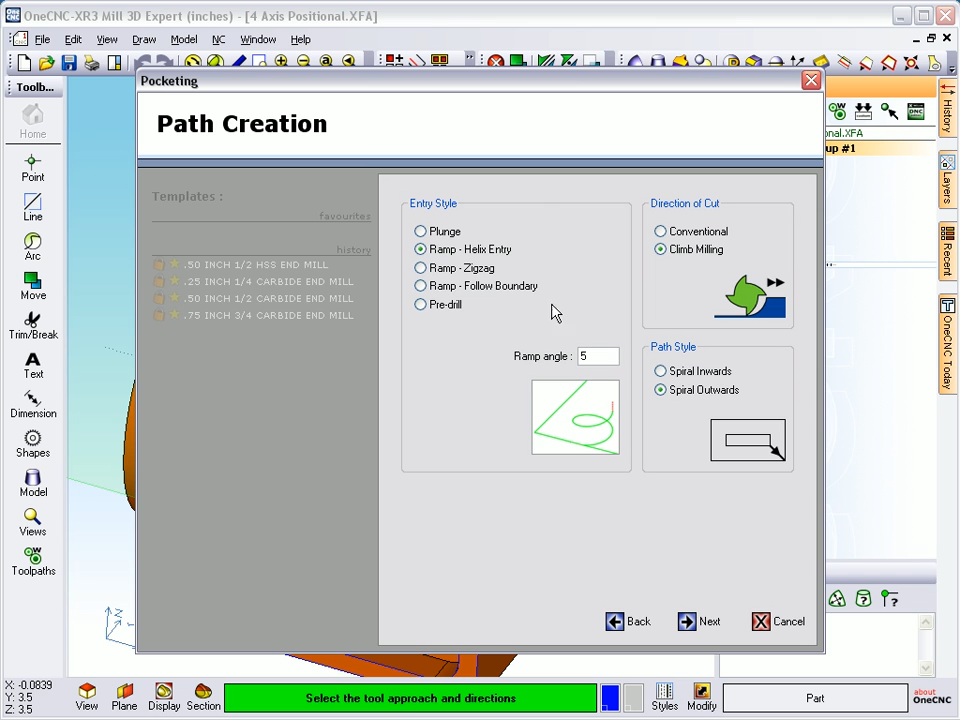 OneCNC-XR3 Mill 3D Expert (inches) - [4 Axis Positional.XFA]
File Edit View Draw Model NC Window Help
Toolb...
Pocketing
Path Creation
Home
Point
Line
Arc
Move
Trim/Break
Text
Dimension
Shapes
Model
Views
Toolpaths
Templates :
favourites
history
.50 INCH 1/2 HSS END MILL
.25 INCH 1/4 CARBIDE END MILL
.50 INCH 1/2 CARBIDE END MILL
.75 INCH 3/4 CARBIDE END MILL
Entry Style
Plunge
Ramp - Helix Entry
Ramp - Zigzag
Ramp - Follow Boundary
Pre-drill
Ramp angle : 5
Direction of Cut
Conventional
Climb Milling
Path Style
Spiral Inwards
Spiral Outwards
Back Next Cancel
onal.XFA
up #1
History
Layers
Recent
OneCNC Today
X: -0.0839
Y: 3.5
Z: 3.5
View Plane Display Section
Select the tool approach and directions
Styles Modify
Part
about
OneCNC
Z